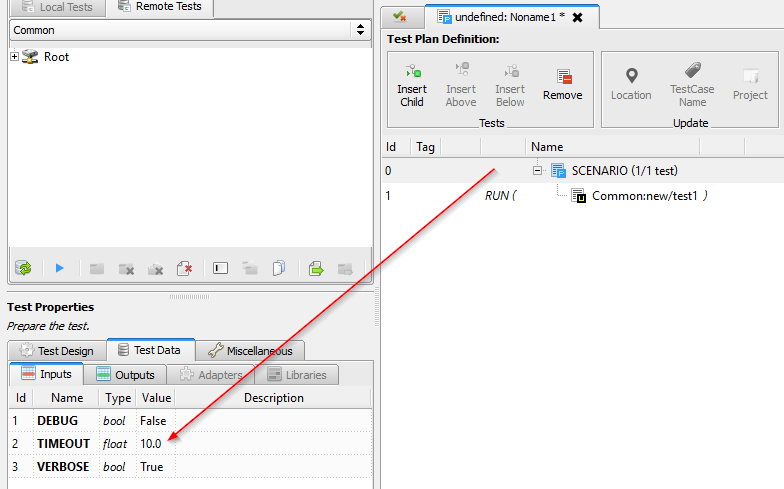 Local Tests
Remote Tests
Common
Root
Test Properties
Prepare the test.
Test Design
Test Data
Miscellaneous
Inputs
Outputs
Adapters
Libraries
Id Name Type Value Description
1 DEBUG bool False
2 TIMEOUT float 10.0
3 VERBOSE bool True
undefined: Noname1 *
Test Plan Definition:
Insert Child
Insert Above
Insert Below
Remove
Tests
Location
TestCase Name
Project
Update
Id Tag Name
0 SCENARIO (1/1 test)
1 RUN ( Common:new/test1 )